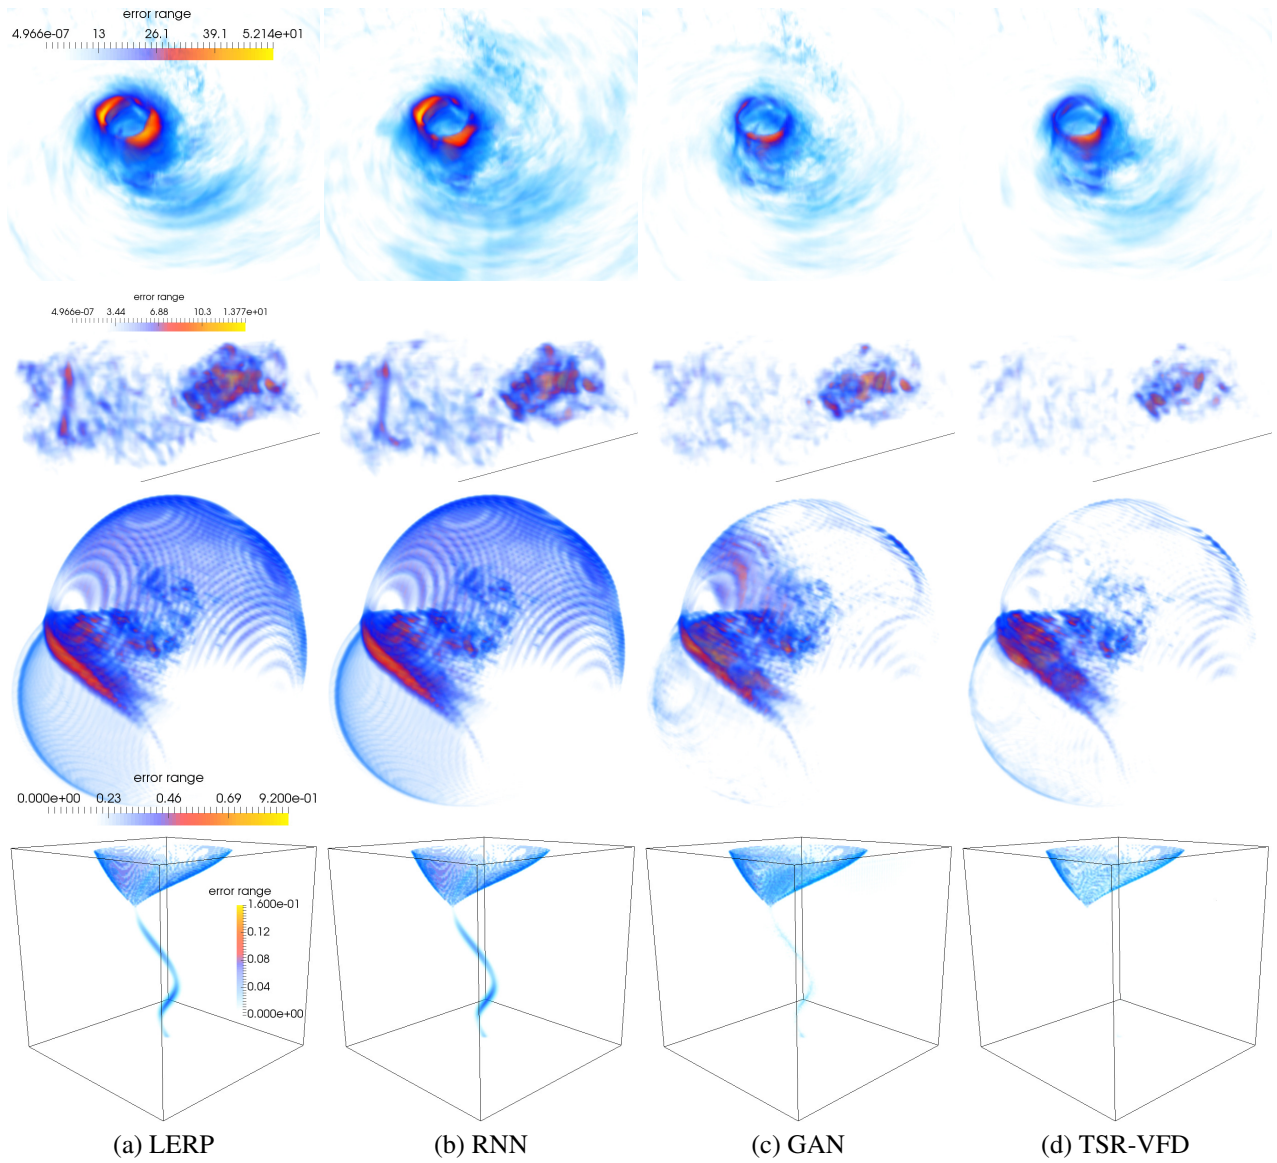 error range
4.966e-07 13 26.1 39.1 5.214e+01
error range
4.966e-07 3.44 6.88 10.3 1.377e+01
error range
0.000e+00 0.23 0.46 0.69 9.200e-01
error range
1.600e-01
0.12
0.08
0.04
0.000e+00
(a) LERP (b) RNN (c) GAN (d) TSR-VFD